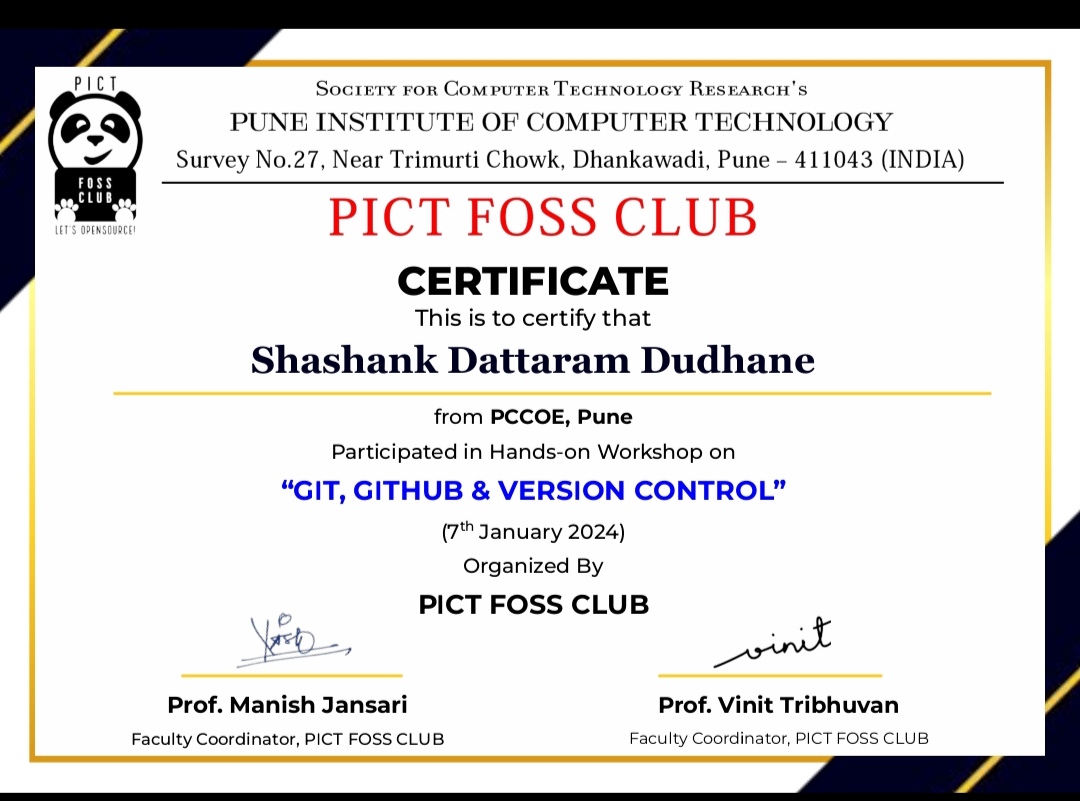 PICT
FOSS
CLUB
LET'S OPENSOURCE!
Society for Computer Technology Research's
PUNE INSTITUTE OF COMPUTER TECHNOLOGY
Survey No.27, Near Trimurti Chowk, Dhankawadi, Pune – 411043 (INDIA)
PICT FOSS CLUB
CERTIFICATE
This is to certify that
Shashank Dattaram Dudhane
from PCCOE, Pune
Participated in Hands-on Workshop on
“GIT, GITHUB & VERSION CONTROL”
(7th January 2024)
Organized By
PICT FOSS CLUB
vinit
Prof. Manish Jansari
Faculty Coordinator, PICT FOSS CLUB
Prof. Vinit Tribhuvan
Faculty Coordinator, PICT FOSS CLUB